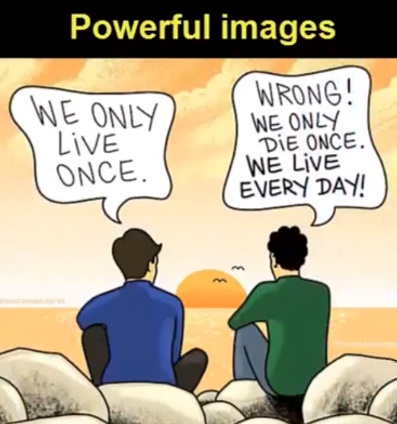 Powerful images
WE ONLY
LiVE
ONCE.
WRONG!
WE ONLY
DiE ONCE.
WE LiVE
EVERY DAY!